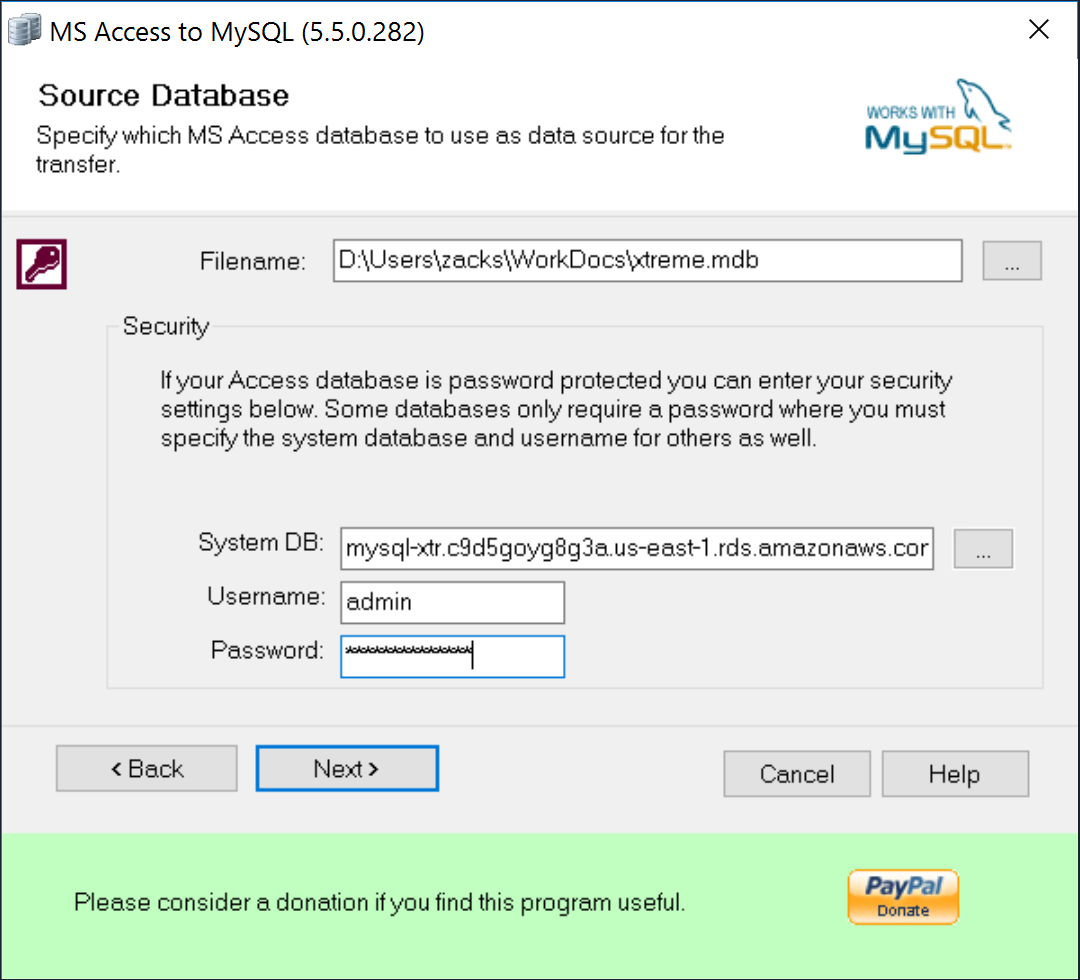 MS Access to MySQL (5.5.0.282)
Source Database
Specify which MS Access database to use as data source for the
transfer.
WORKS WITH
MySQL
Filename:
D:\Users\zacks\WorkDocs\xtreme.mdb
...
Security
If your Access database is password protected you can enter your security
settings below. Some databases only require a password where you must
specify the system database and username for others as well.
System DB:
mysql-xtr.c9d5goyg8g3a.us-east-1.rds.amazonaws.cor
...
Username:
admin
Password:
****************
< Back
Next >
Cancel
Help
Please consider a donation if you find this program useful.
PayPal
Donate